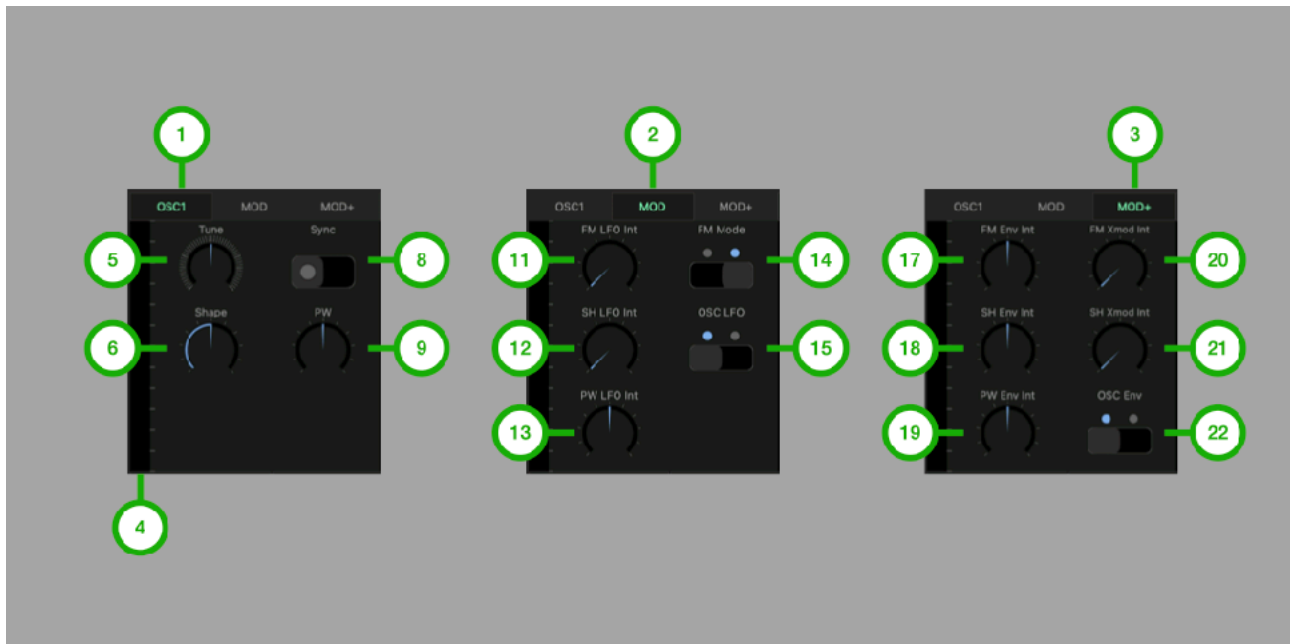 1
2
3
OSC1 MOD MOD+
OSC1 MOD MOD+
OSC1 MOD MOD+
Tune Sync
FM LFO Int FM Mode
FM Env Int FM Xmod Int
5
8
11
14
17
20
Shape PW
SH LFO Int OSC LFO
SH Env Int SH Xmod Int
6
9
12
15
18
21
PW LFO Int
PW Env Int OSC Env
13
19
22
4